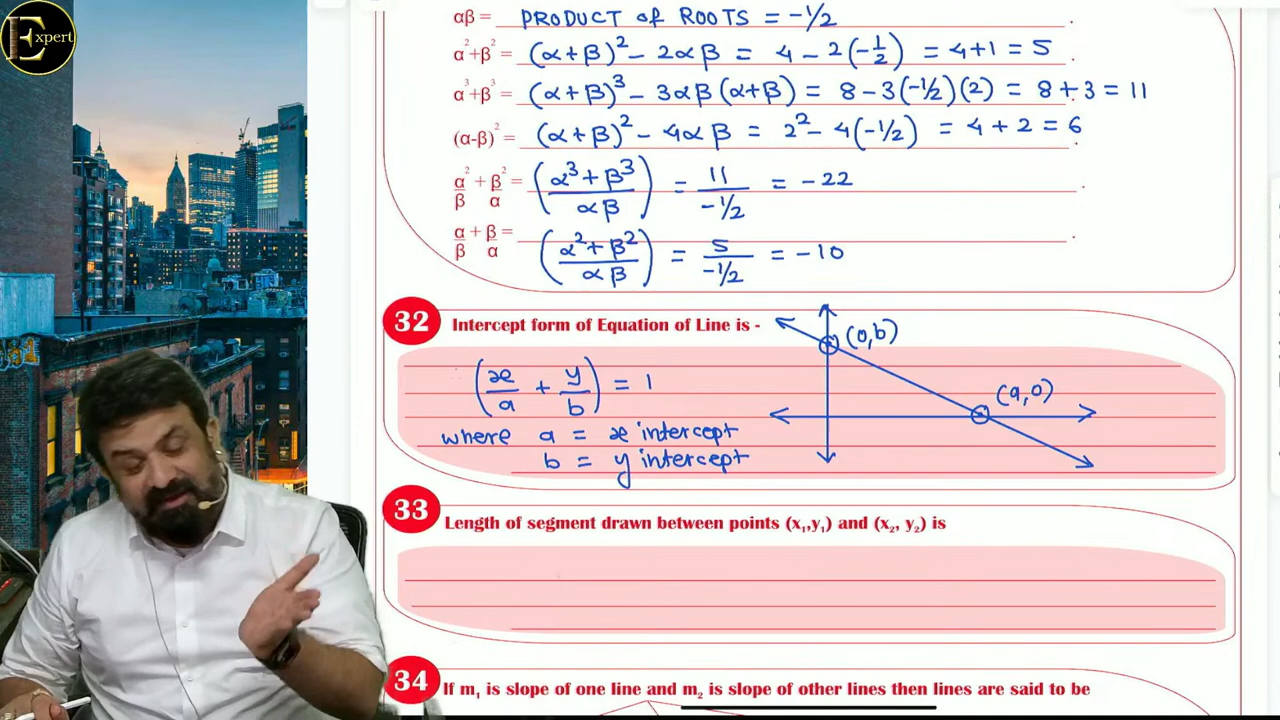 Expert
αβ = PRODUCT of ROOTS = -1/2 .
α²+β² = (α+β)² - 2αβ = 4 - 2(-1/2) = 4+1 = 5 .
α³+β³ = (α+β)³ - 3αβ(α+β) = 8 - 3(-1/2)(2) = 8 + 3 = 11
(α-β)² = (α+β)² - 4αβ = 2² - 4(-1/2) = 4 + 2 = 6
α²/β + β²/α = (α³+β³/αβ) = 11/-1/2 = -22 .
α/β + β/α = (α²+β²/αβ) = 5/-1/2 = -10 .
32 Intercept form of Equation of Line is -
(0,b)
(x/a + y/b) = 1
(a,0)
where a = x intercept
b = y intercept
33 Length of segment drawn between points (x₁,y₁) and (x₂, y₂) is
34 If m₁ is slope of one line and m₂ is slope of other lines then lines are said to be